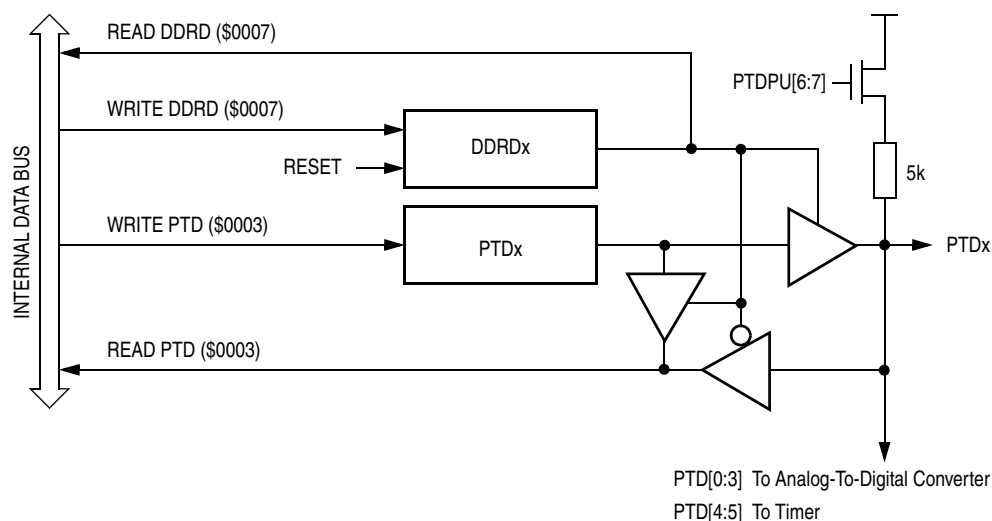 READ DDRD ($0007)
PTDPU[6:7]
WRITE DDRD ($0007)
DDRDx
RESET
5k
INTERNAL DATA BUS
WRITE PTD ($0003)
PTDx
PTDx
READ PTD ($0003)
PTD[0:3] To Analog-To-Digital Converter
PTD[4:5] To Timer